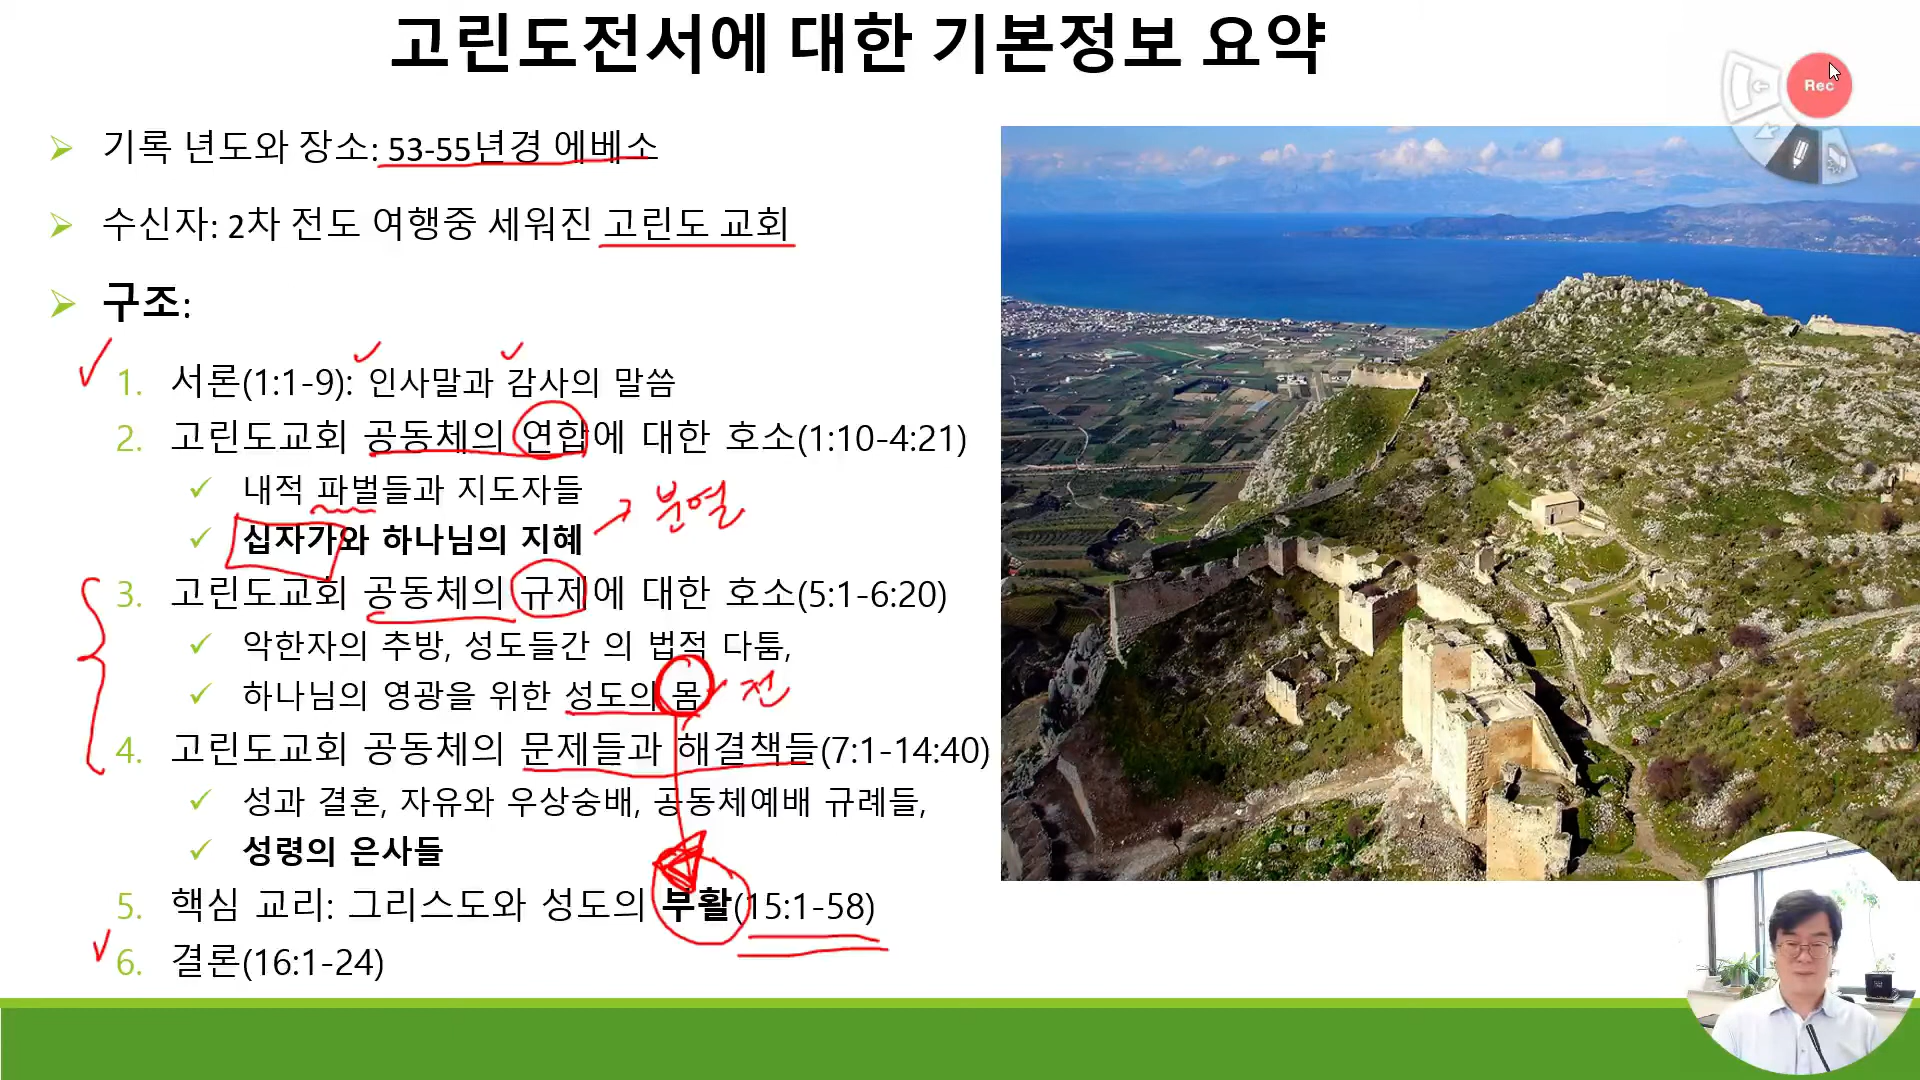 고린도전서에 대한 기본정보 요약
Rec
기록 년도와 장소: 53-55년경 에베소
수신자: 2차 전도 여행중 세워진 고린도 교회
구조:
1. 서론(1:1-9): 인사말과 감사의 말씀
2. 고린도교회 공동체의 연합에 대한 호소(1:10-4:21)
내적 파벌들과 지도자들
분열
십자가와 하나님의 지혜
3. 고린도교회 공동체의 규제에 대한 호소(5:1-6:20)
악한자의 추방, 성도들간 의 법적 다툼,
하나님의 영광을 위한 성도의 몸
전
4. 고린도교회 공동체의 문제들과 해결책들(7:1-14:40)
성과 결혼, 자유와 우상숭배, 공동체예배 규례들,
성령의 은사들
5. 핵심 교리: 그리스도와 성도의 부활(15:1-58)
6. 결론(16:1-24)